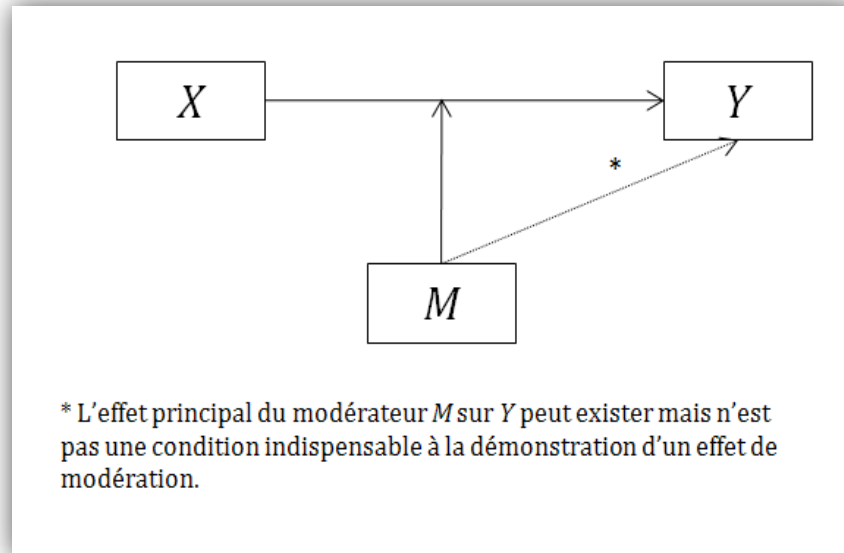 X
Y
*
M
* L’effet principal du modérateur M sur Y peut exister mais n’est
pas une condition indispensable à la démonstration d’un effet de
modération.